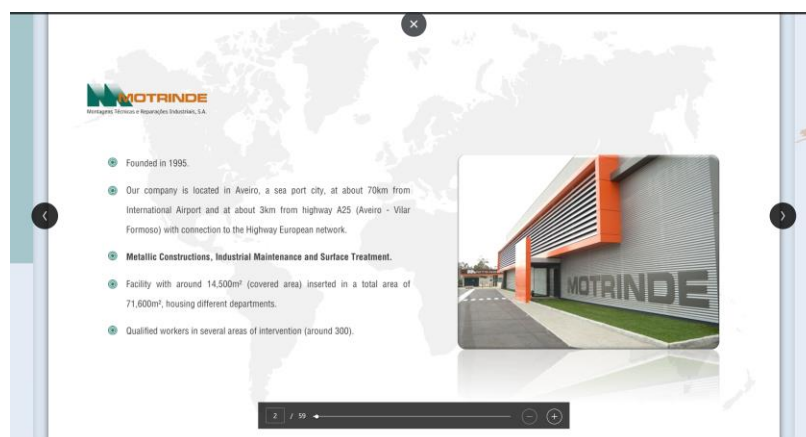 MOTRINDE
Montagens Técnicas e Reparações Industriais, S.A.
Founded in 1995.
Our company is located in Aveiro, a sea port city, at about 70km from
International Airport and at about 3km from highway A25 (Aveiro - Vilar
Formoso) with connection to the Highway European network.
Metallic Constructions, Industrial Maintenance and Surface Treatment.
Facility with around 14,500m² (covered area) inserted in a total area of
71,600m², housing different departments.
Qualified workers in several areas of intervention (around 300).
MOTRINDE
2 / 59